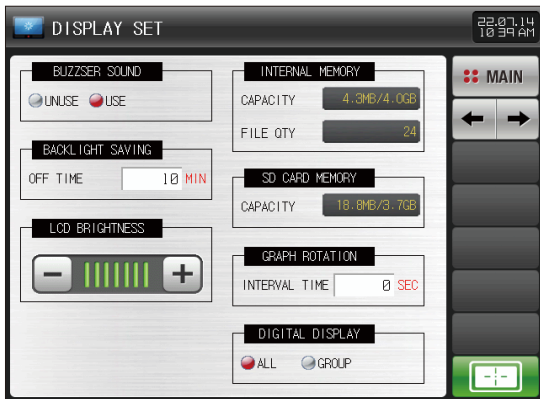 DISPLAY SET
22.07.14
10:39 AM
BUZZSER SOUND
UNUSE USE
BACKLIGHT SAVING
OFF TIME 10 MIN
LCD BRIGHTNESS
- +
INTERNAL MEMORY
CAPACITY 4.3MB/4.0GB
FILE QTY 24
SD CARD MEMORY
CAPACITY 18.8MB/3.7GB
GRAPH ROTATION
INTERVAL TIME 0 SEC
DIGITAL DISPLAY
ALL GROUP
MAIN